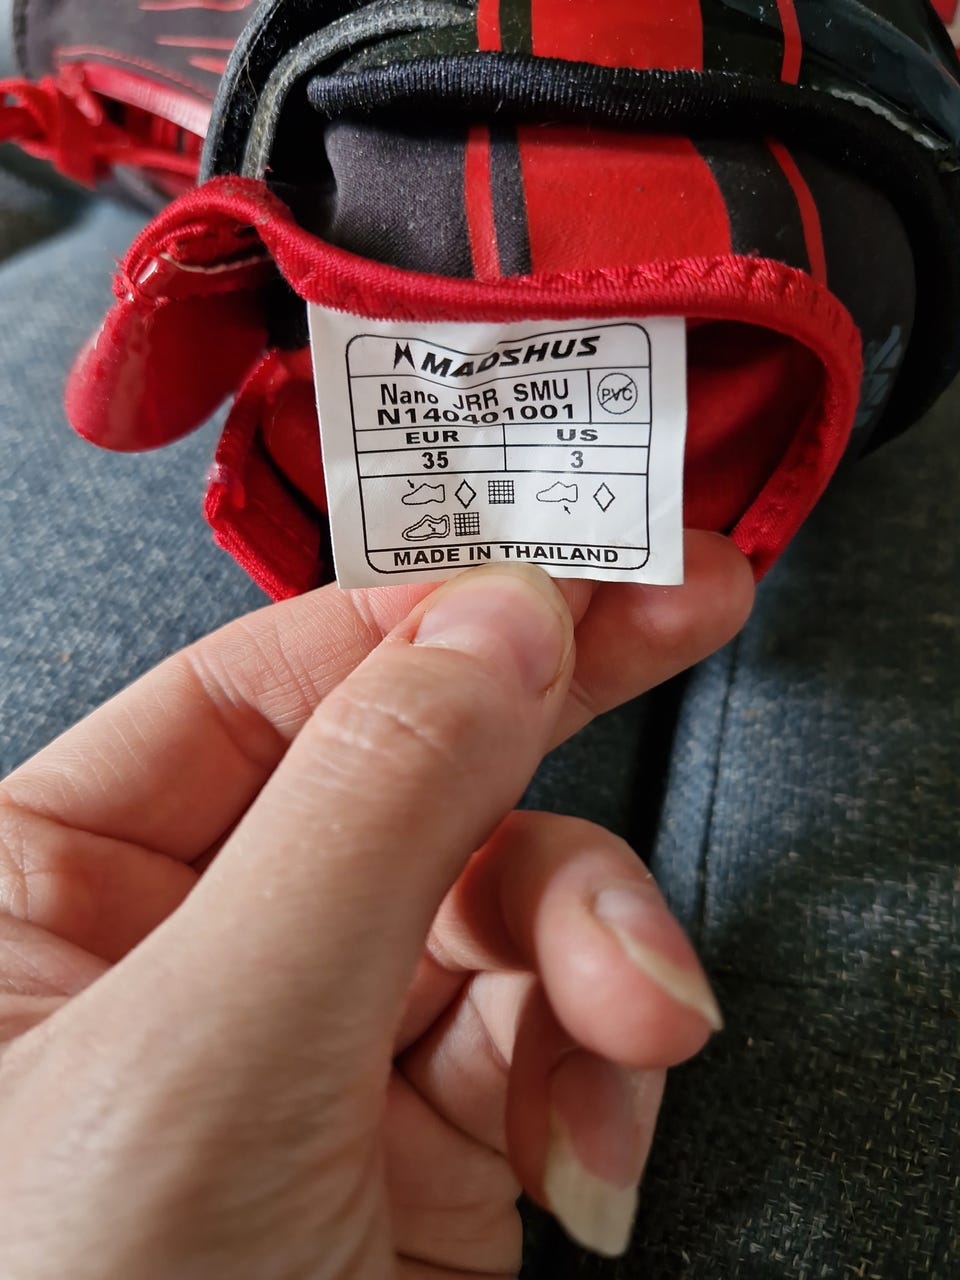 MADSHUS
Nano JRR SMU
PVC
N140401001
EUR US
35 3
MADE IN THAILAND